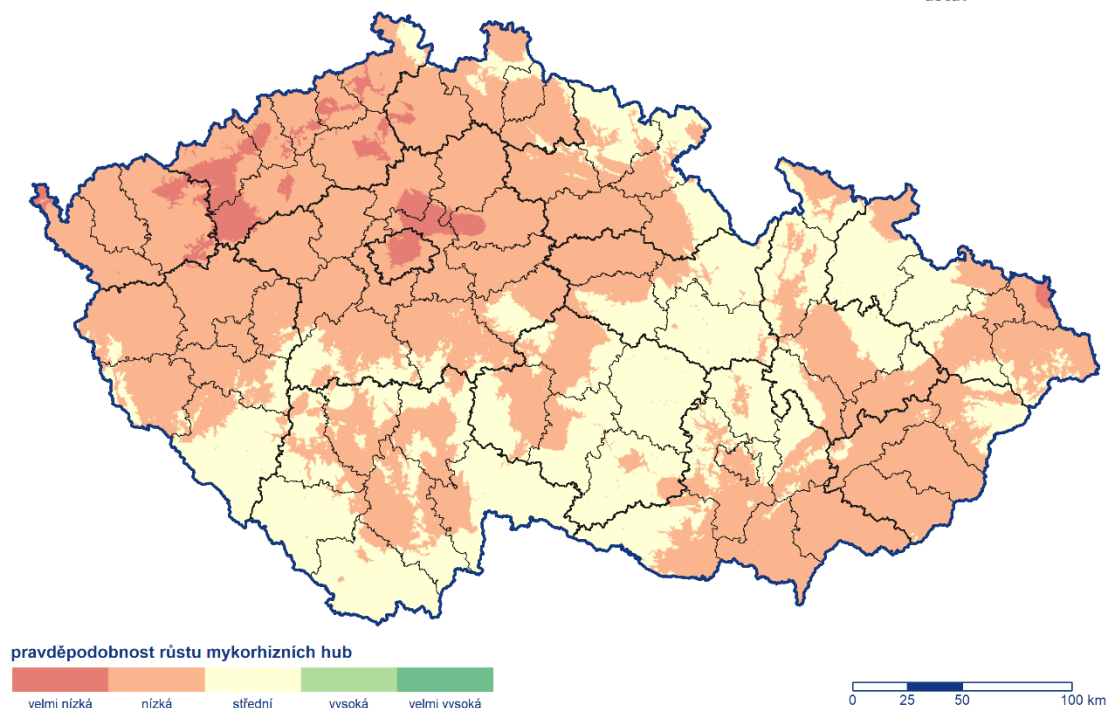 pravděpodobnost růstu mykorhizních hub
velmi nízká nízká střední vysoká velmi vysoká
0 25 50 100 km